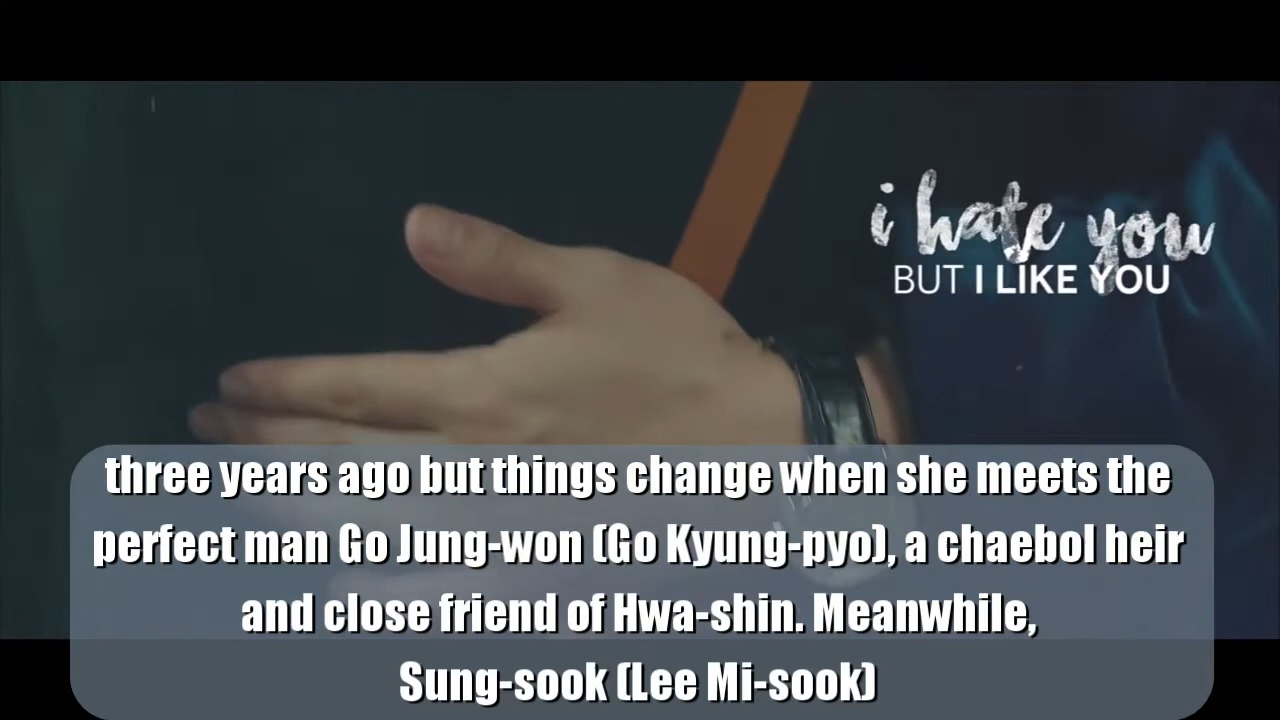 i hate you
BUT I LIKE YOU
three years ago but things change when she meets the
perfect man Go Jung-won (Go Kyung-pyo), a chaebol heir
and close friend of Hwa-shin. Meanwhile,
Sung-sook (Lee Mi-sook)